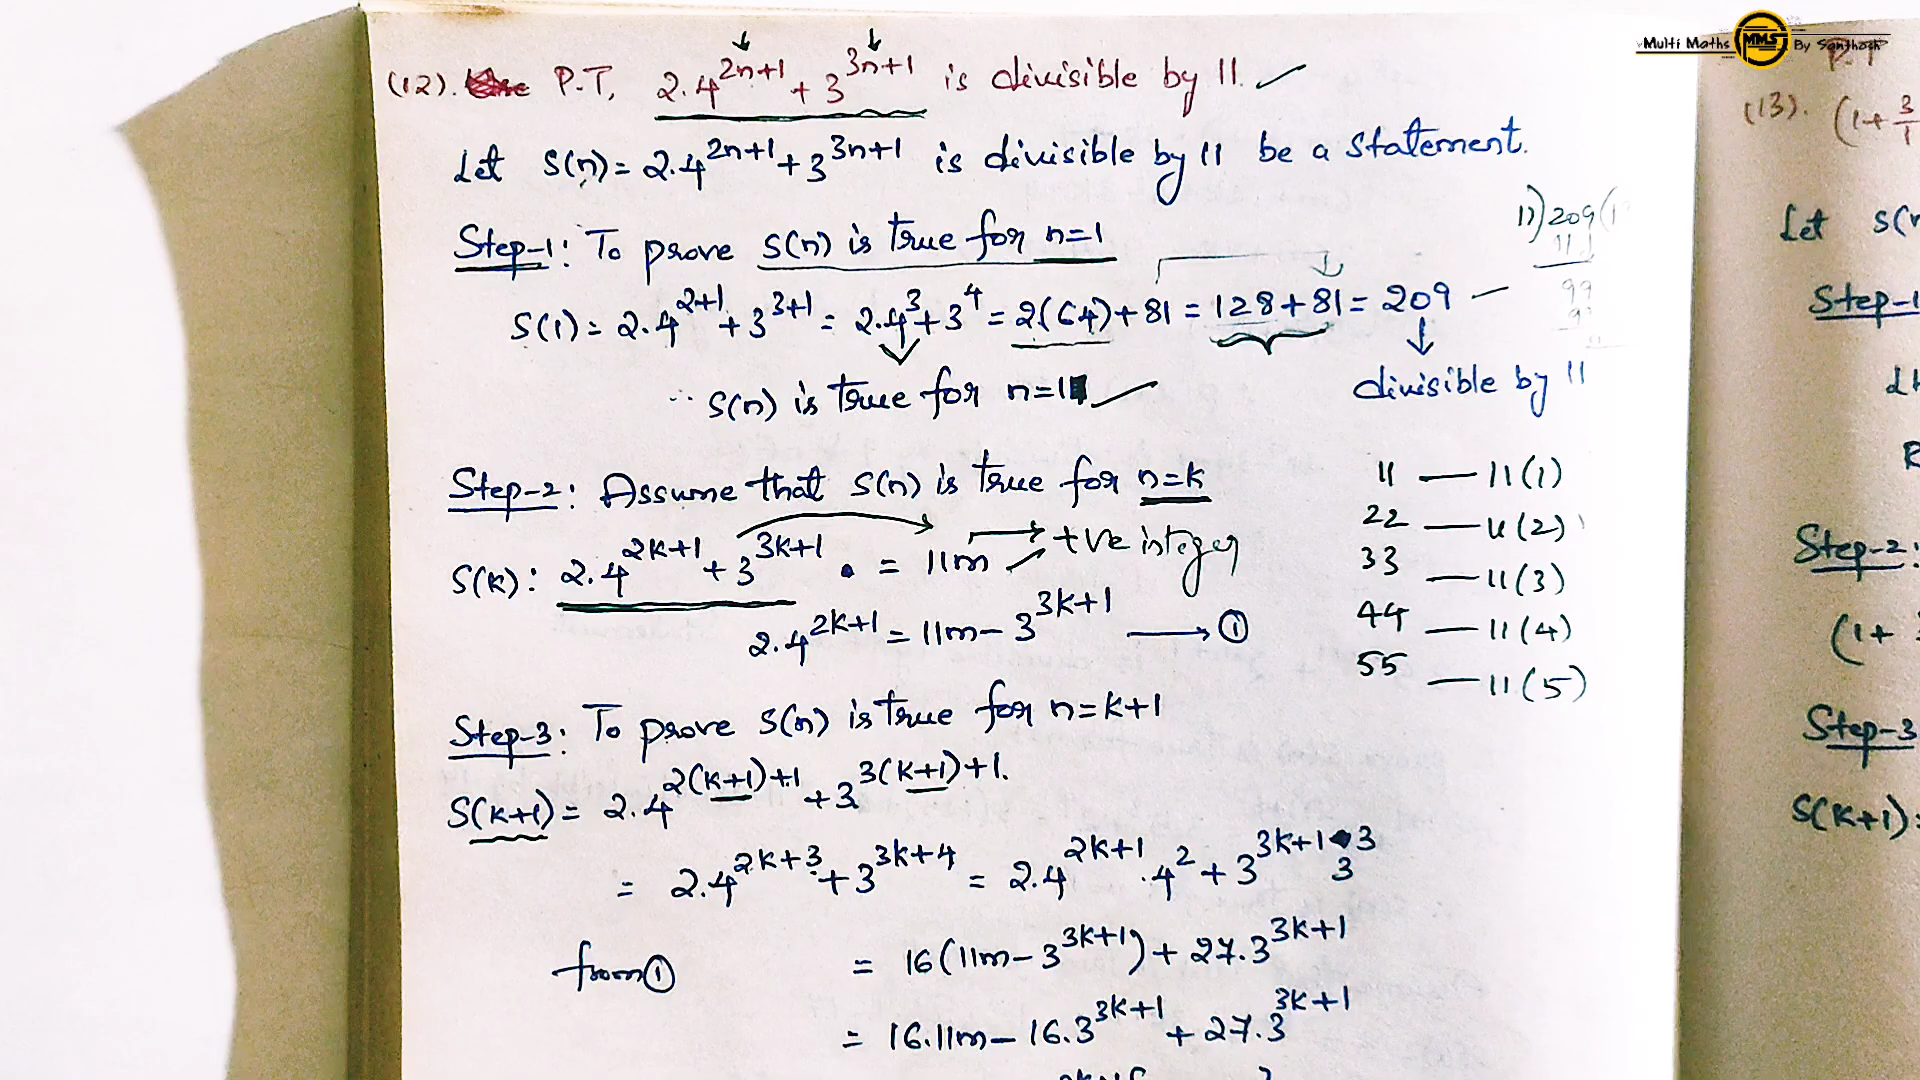 Multi Maths MMS By Santhosh
(12). P.T, 2.4^{2n+1} + 3^{3n+1} is divisible by 11.
Let S(n) = 2.4^{2n+1} + 3^{3n+1} is divisible by 11 be a statement.
Step-1: To prove S(n) is true for n=1
S(1) = 2.4^{2+1} + 3^{3+1} = 2.4^3 + 3^4 = 2(64) + 81 = 128 + 81 = 209
divisible by 11
∴ S(n) is true for n=1
11) 209 (1
11
99
Step-2: Assume that S(n) is true for n=k
S(k): 2.4^{2k+1} + 3^{3k+1} = 11m → +ve integer
2.4^{2k+1} = 11m - 3^{3k+1} → ①
11 — 11(1)
22 — 11(2)
33 — 11(3)
44 — 11(4)
55 — 11(5)
Step-3: To prove S(n) is true for n=k+1
S(k+1) = 2.4^{2(k+1)+1} + 3^{3(k+1)+1}.
= 2.4^{2k+3} + 3^{3k+4} = 2.4^{2k+1} . 4^2 + 3^{3k+1} 3^3
from ① = 16(11m - 3^{3k+1}) + 27.3^{3k+1}
= 16.11m - 16.3^{3k+1} + 27.3^{3k+1}
P.T
(13). (1+ 3/1
Let S(n
Step-1
LH
R
Step-2:
(1+
Step-3
S(k+1) =